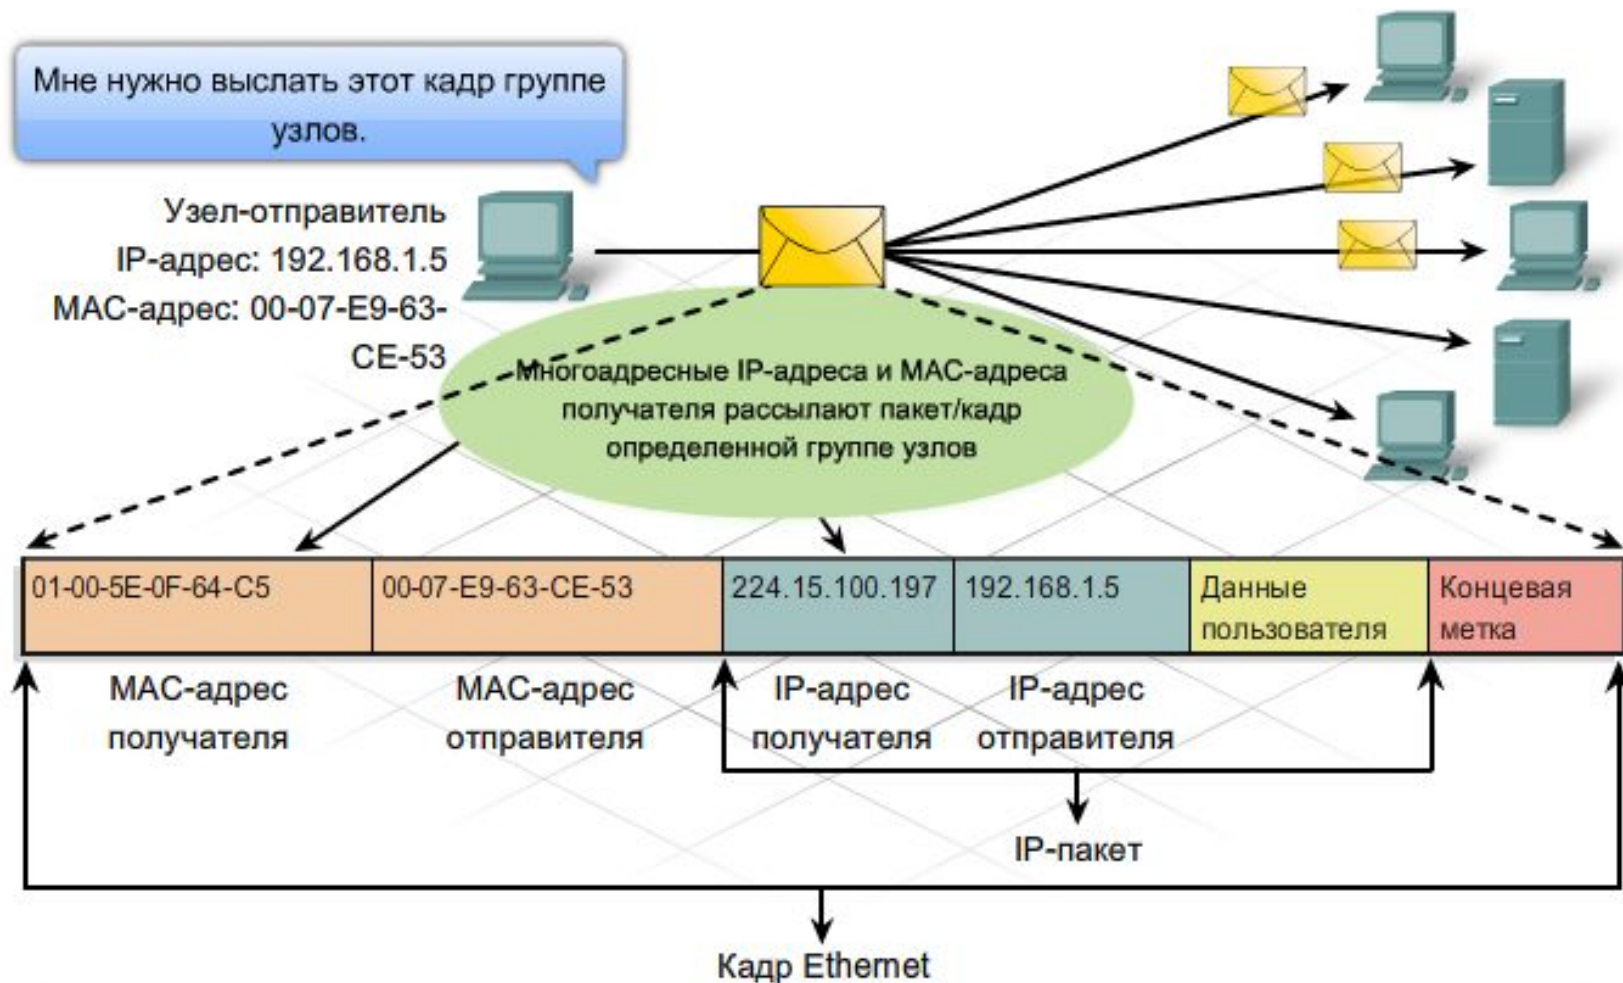 Мне нужно выслать этот кадр группе
узлов.
Узел-отправитель
IP-адрес: 192.168.1.5
MAC-адрес: 00-07-E9-63-
CE-53
Многоадресные IP-адреса и MAC-адреса
получателя рассылают пакет/кадр
определенной группе узлов
01-00-5E-0F-64-C5
00-07-E9-63-CE-53
224.15.100.197
192.168.1.5
Данные
пользователя
Концевая
метка
MAC-адрес
получателя
MAC-адрес
отправителя
IP-адрес
получателя
IP-адрес
отправителя
IP-пакет
Кадр Ethernet